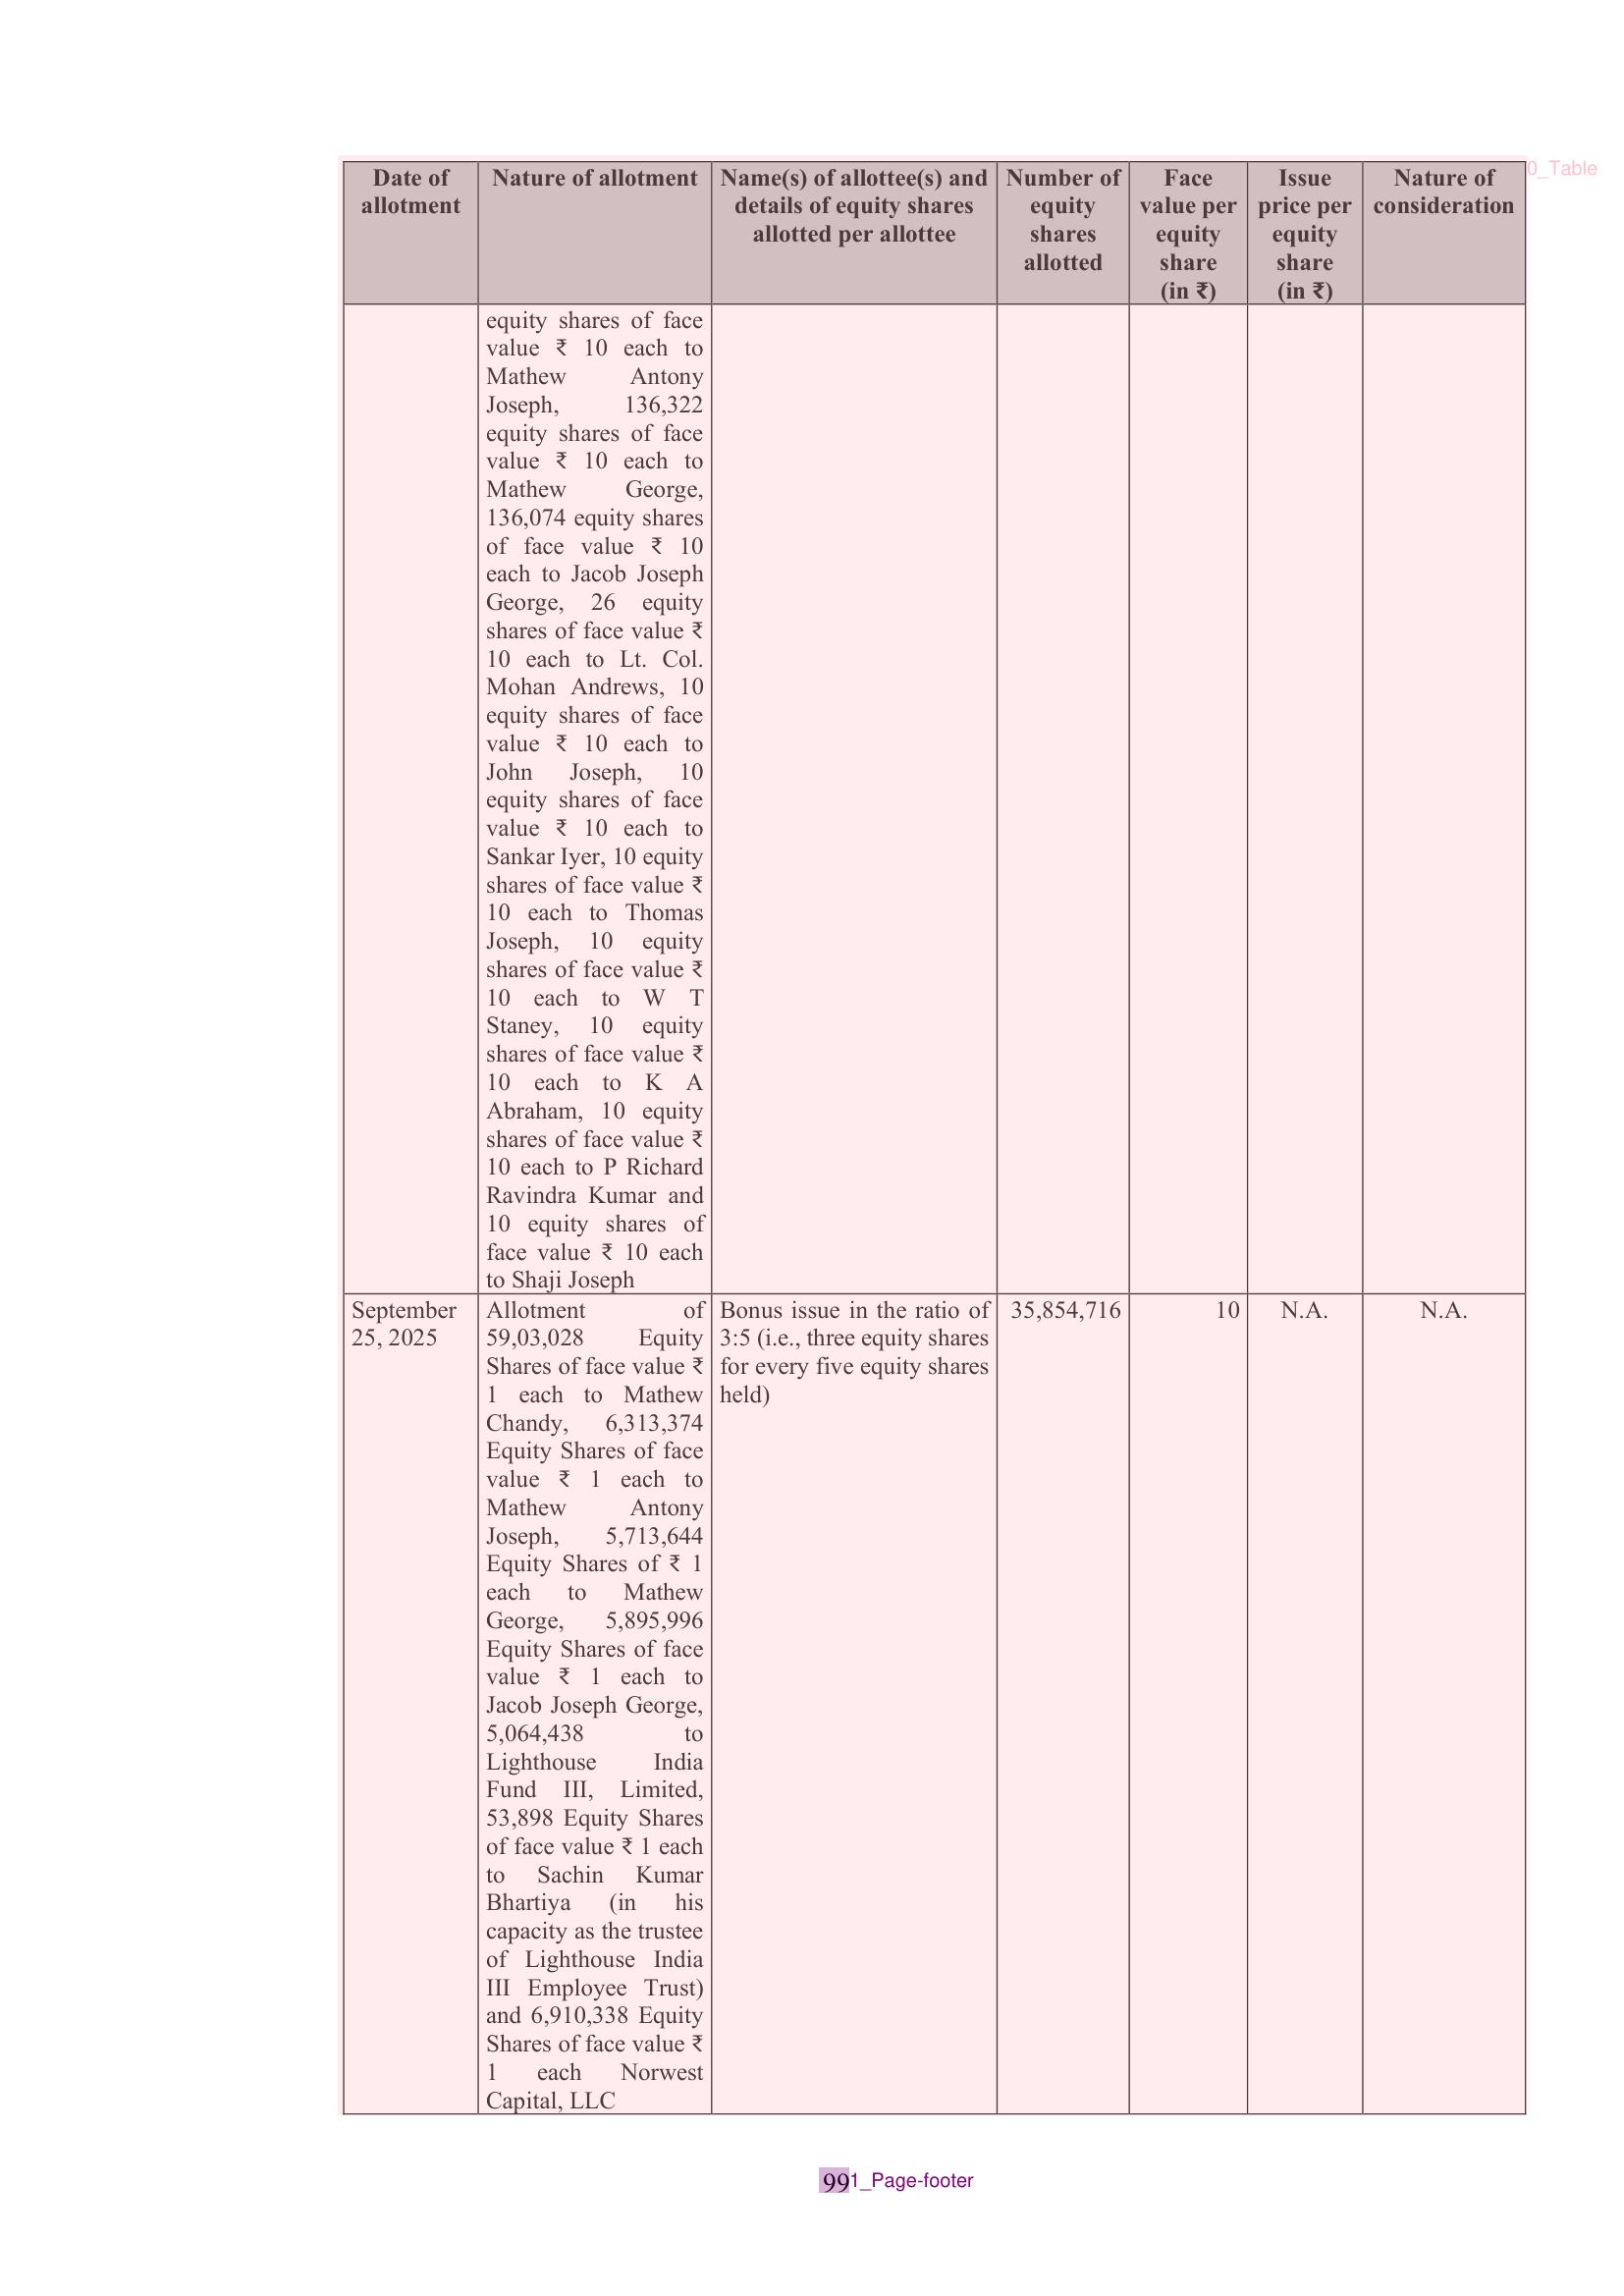 Date of allotment
Nature of allotment
Name(s) of allottee(s) and details of equity shares allotted per allottee
Number of equity shares allotted
Face value per equity share (in ₹)
Issue price per equity share (in ₹)
Nature of consideration
0_Table
equity shares of face
value ₹ 10 each to
Mathew Antony
Joseph, 136,322
equity shares of face
value ₹ 10 each to
Mathew George,
136,074 equity shares
of face value ₹ 10
each to Jacob Joseph
George, 26 equity
shares of face value ₹
10 each to Lt. Col.
Mohan Andrews, 10
equity shares of face
value ₹ 10 each to
John Joseph, 10
equity shares of face
value ₹ 10 each to
Sankar Iyer, 10 equity
shares of face value ₹
10 each to Thomas
Joseph, 10 equity
shares of face value ₹
10 each to W T
Staney, 10 equity
shares of face value ₹
10 each to K A
Abraham, 10 equity
shares of face value ₹
10 each to P Richard
Ravindra Kumar and
10 equity shares of
face value ₹ 10 each
to Shaji Joseph
September
25, 2025
Allotment of
59,03,028 Equity
Shares of face value ₹
1 each to Mathew
Chandy, 6,313,374
Equity Shares of face
value ₹ 1 each to
Mathew Antony
Joseph, 5,713,644
Equity Shares of ₹ 1
each to Mathew
George, 5,895,996
Equity Shares of face
value ₹ 1 each to
Jacob Joseph George,
5,064,438 to
Lighthouse India
Fund III, Limited,
53,898 Equity Shares
of face value ₹ 1 each
to Sachin Kumar
Bhartiya (in his
capacity as the trustee
of Lighthouse India
III Employee Trust)
and 6,910,338 Equity
Shares of face value ₹
1 each Norwest
Capital, LLC
Bonus issue in the ratio of
3:5 (i.e., three equity shares
for every five equity shares
held)
35,854,716
10
N.A.
N.A.
99
1_Page-footer